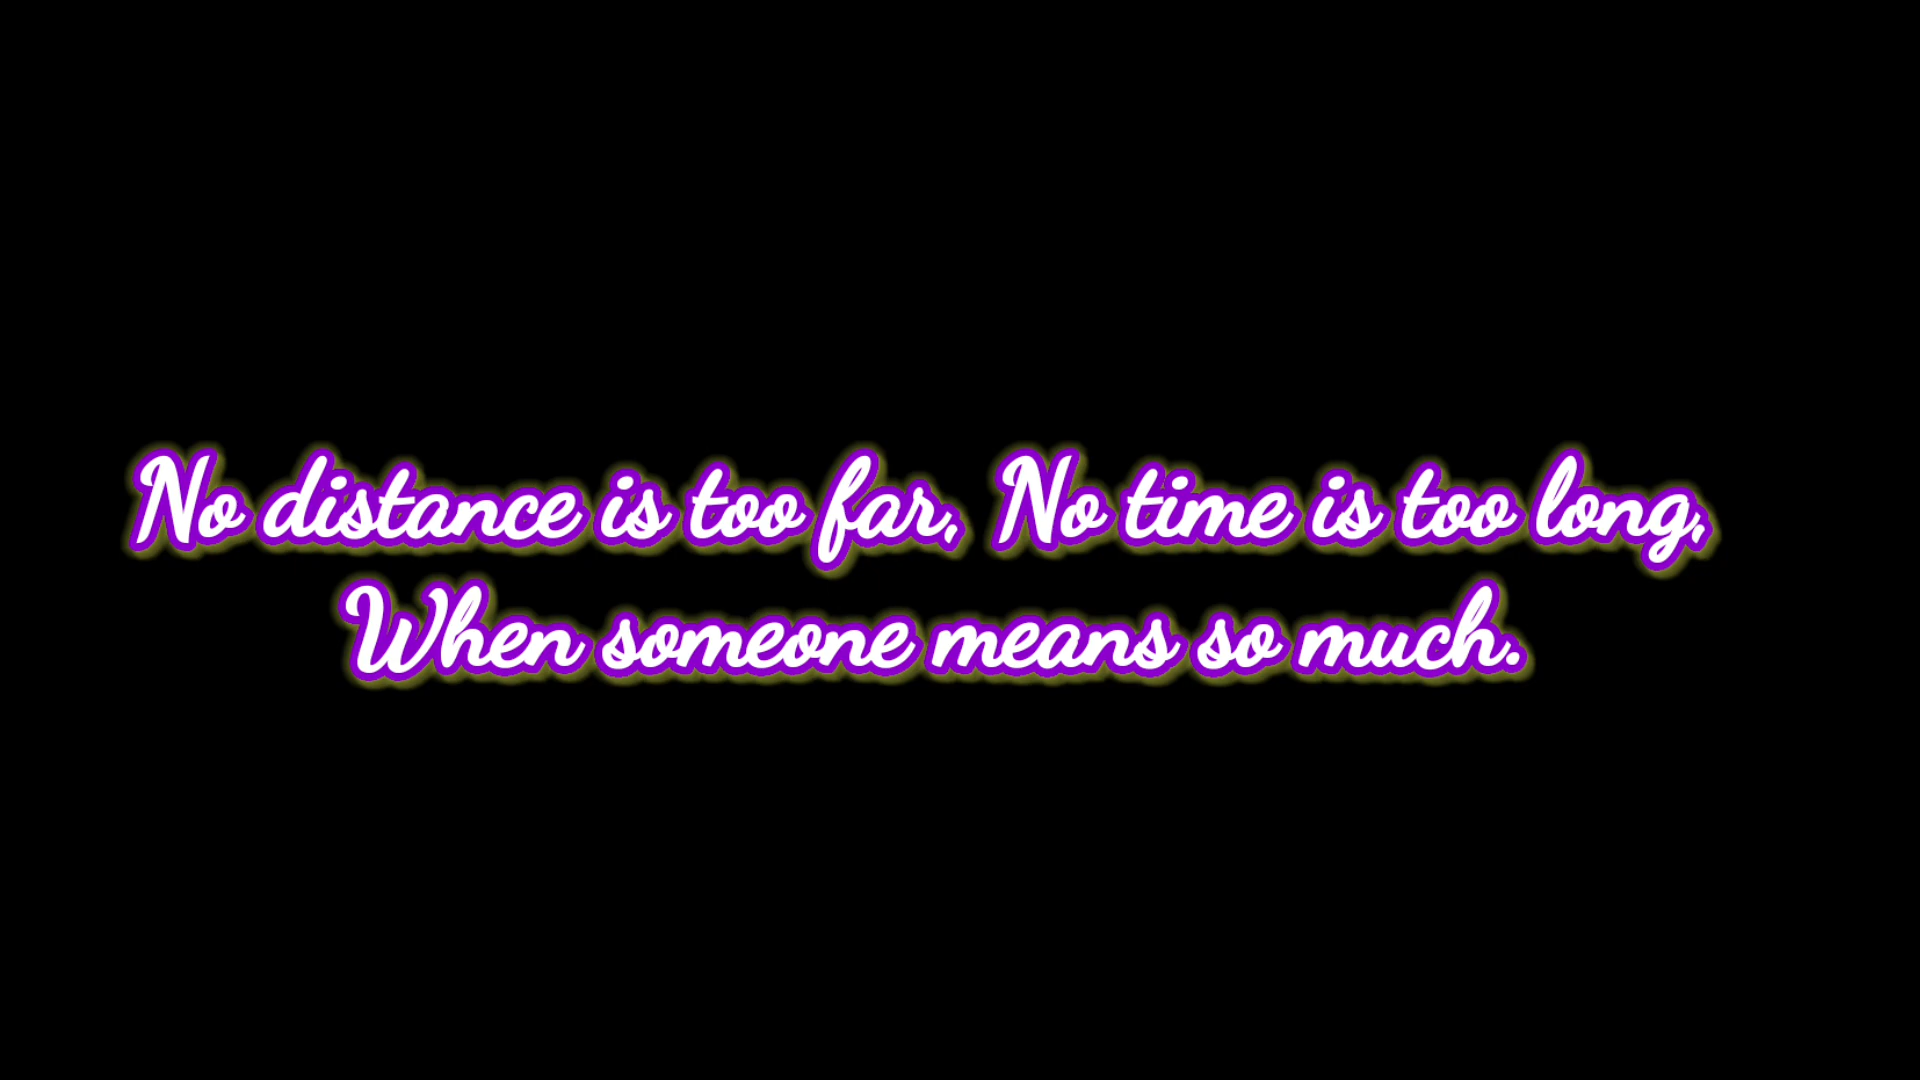 No distance is too far, No time is too long,
When someone means so much.